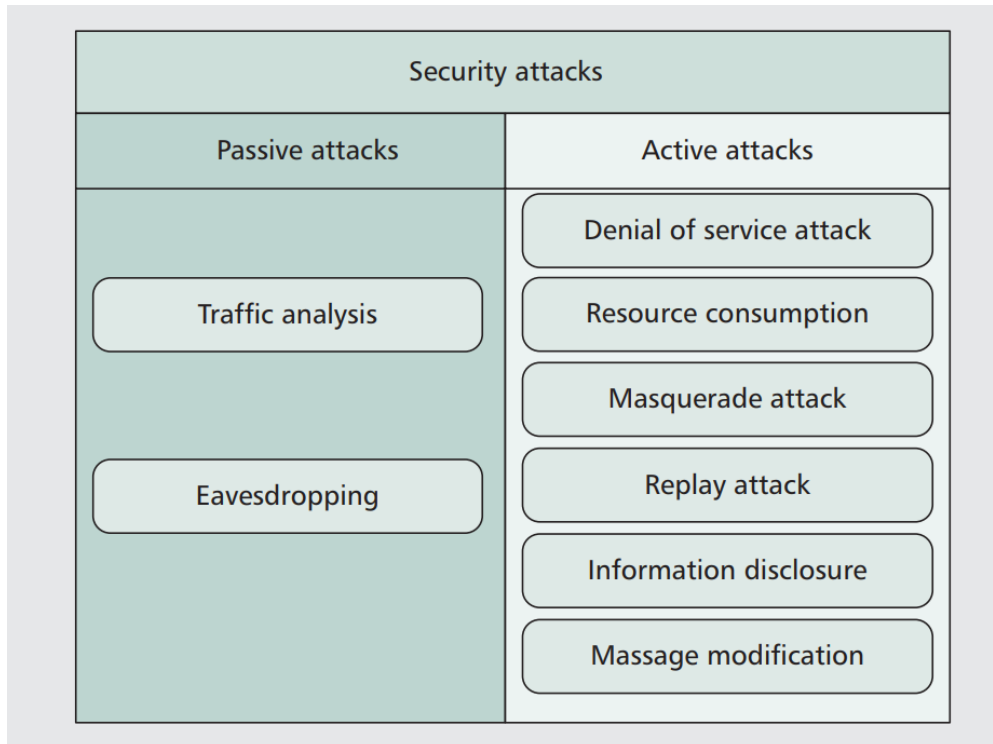 Security attacks
Passive attacks
Active attacks
Traffic analysis
Eavesdropping
Denial of service attack
Resource consumption
Masquerade attack
Replay attack
Information disclosure
Massage modification